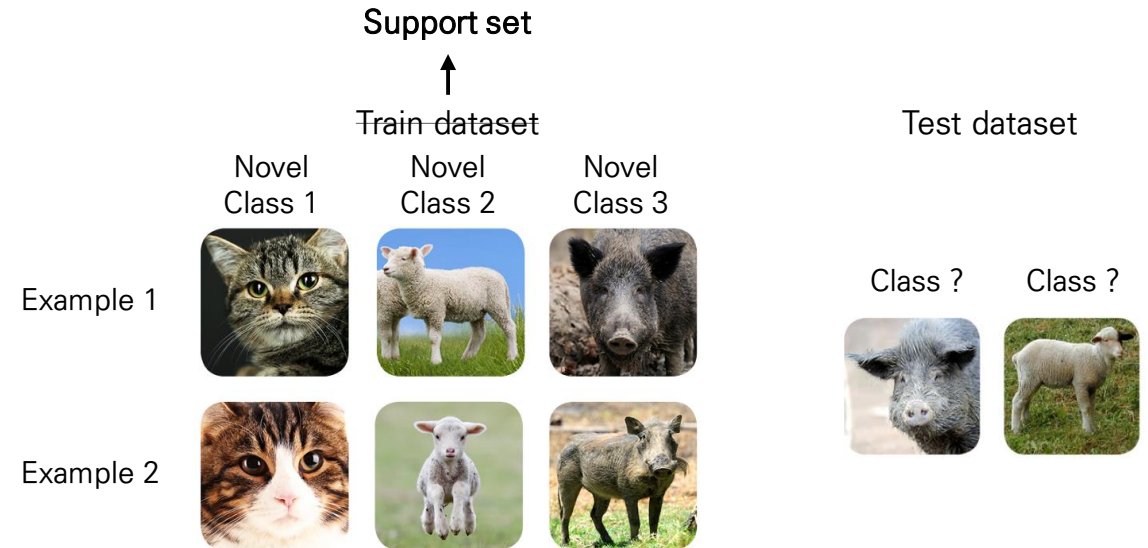 Support set
Train dataset
Test dataset
Novel
Class 1
Novel
Class 2
Novel
Class 3
Example 1
Class ?
Class ?
Example 2